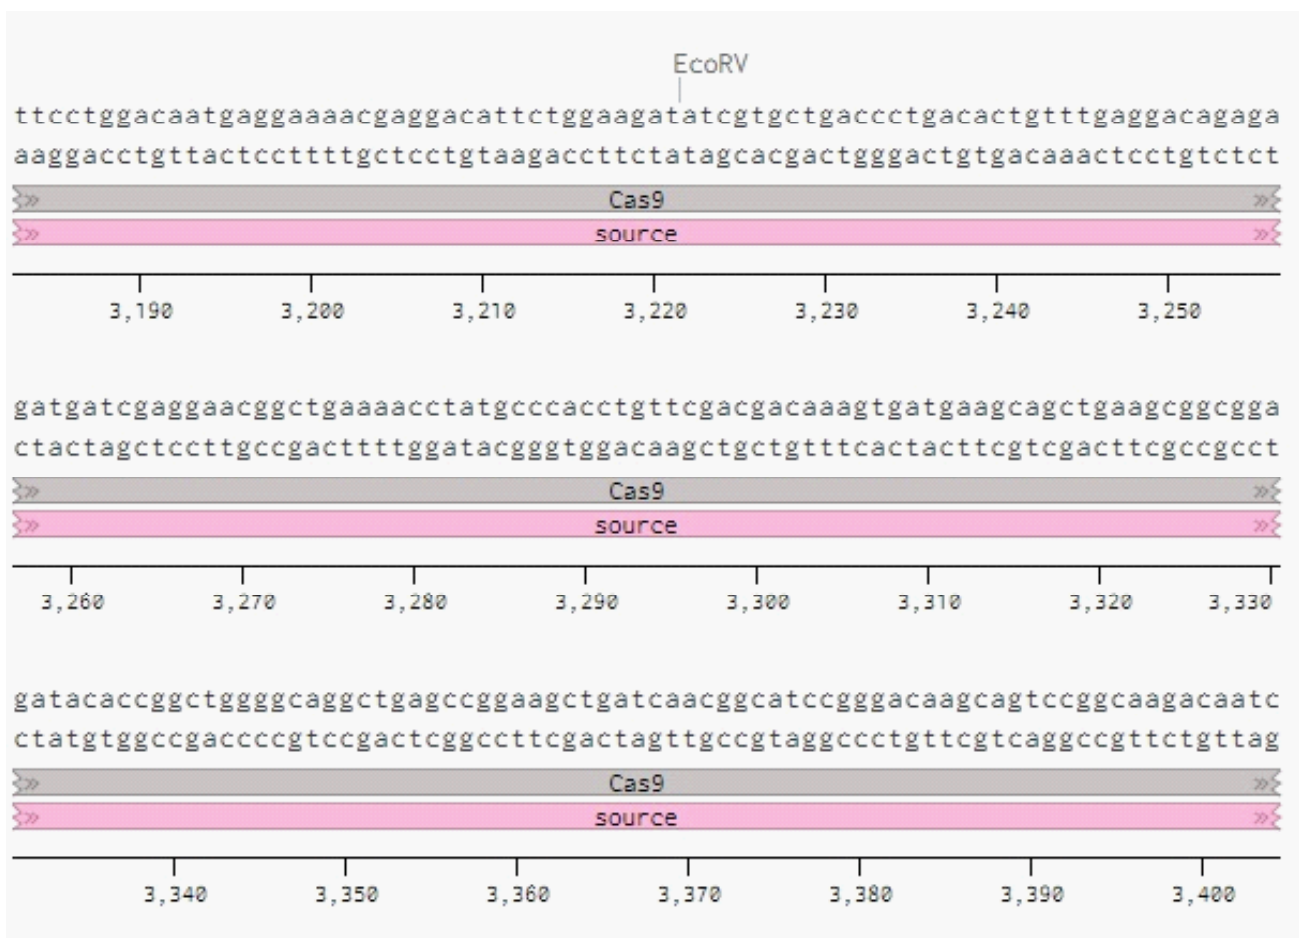 EcoRV
ttcctggacaatgaggaaaacgaggacattctggaagatatcgtgctgaccctgacactgtttgaggacagaga
aaggacctgttactccttttgctcctgtaagaccttctatagcacgactgggactgtgacaaactcctgtctct
Cas9
source
3,190 3,200 3,210 3,220 3,230 3,240 3,250
gatgatcgaggaacggctgaaaacctatgcccacctgttcgacgacaaagtgatgaagcagctgaagcggcgga
ctactagctccttgccgacttttggatacgggtggacaagctgctgtttcactacttcgtcgacttcgccgcct
Cas9
source
3,260 3,270 3,280 3,290 3,300 3,310 3,320 3,330
gatacaccggctggggcaggctgagccggaagctgatcaacggcatccgggacaagcagtccggcaagacaatc
ctatgtggccgaccccgtccgactcggccttcgactagttgccgtaggccctgttcgtcaggccgttctgttag
Cas9
source
3,340 3,350 3,360 3,370 3,380 3,390 3,400